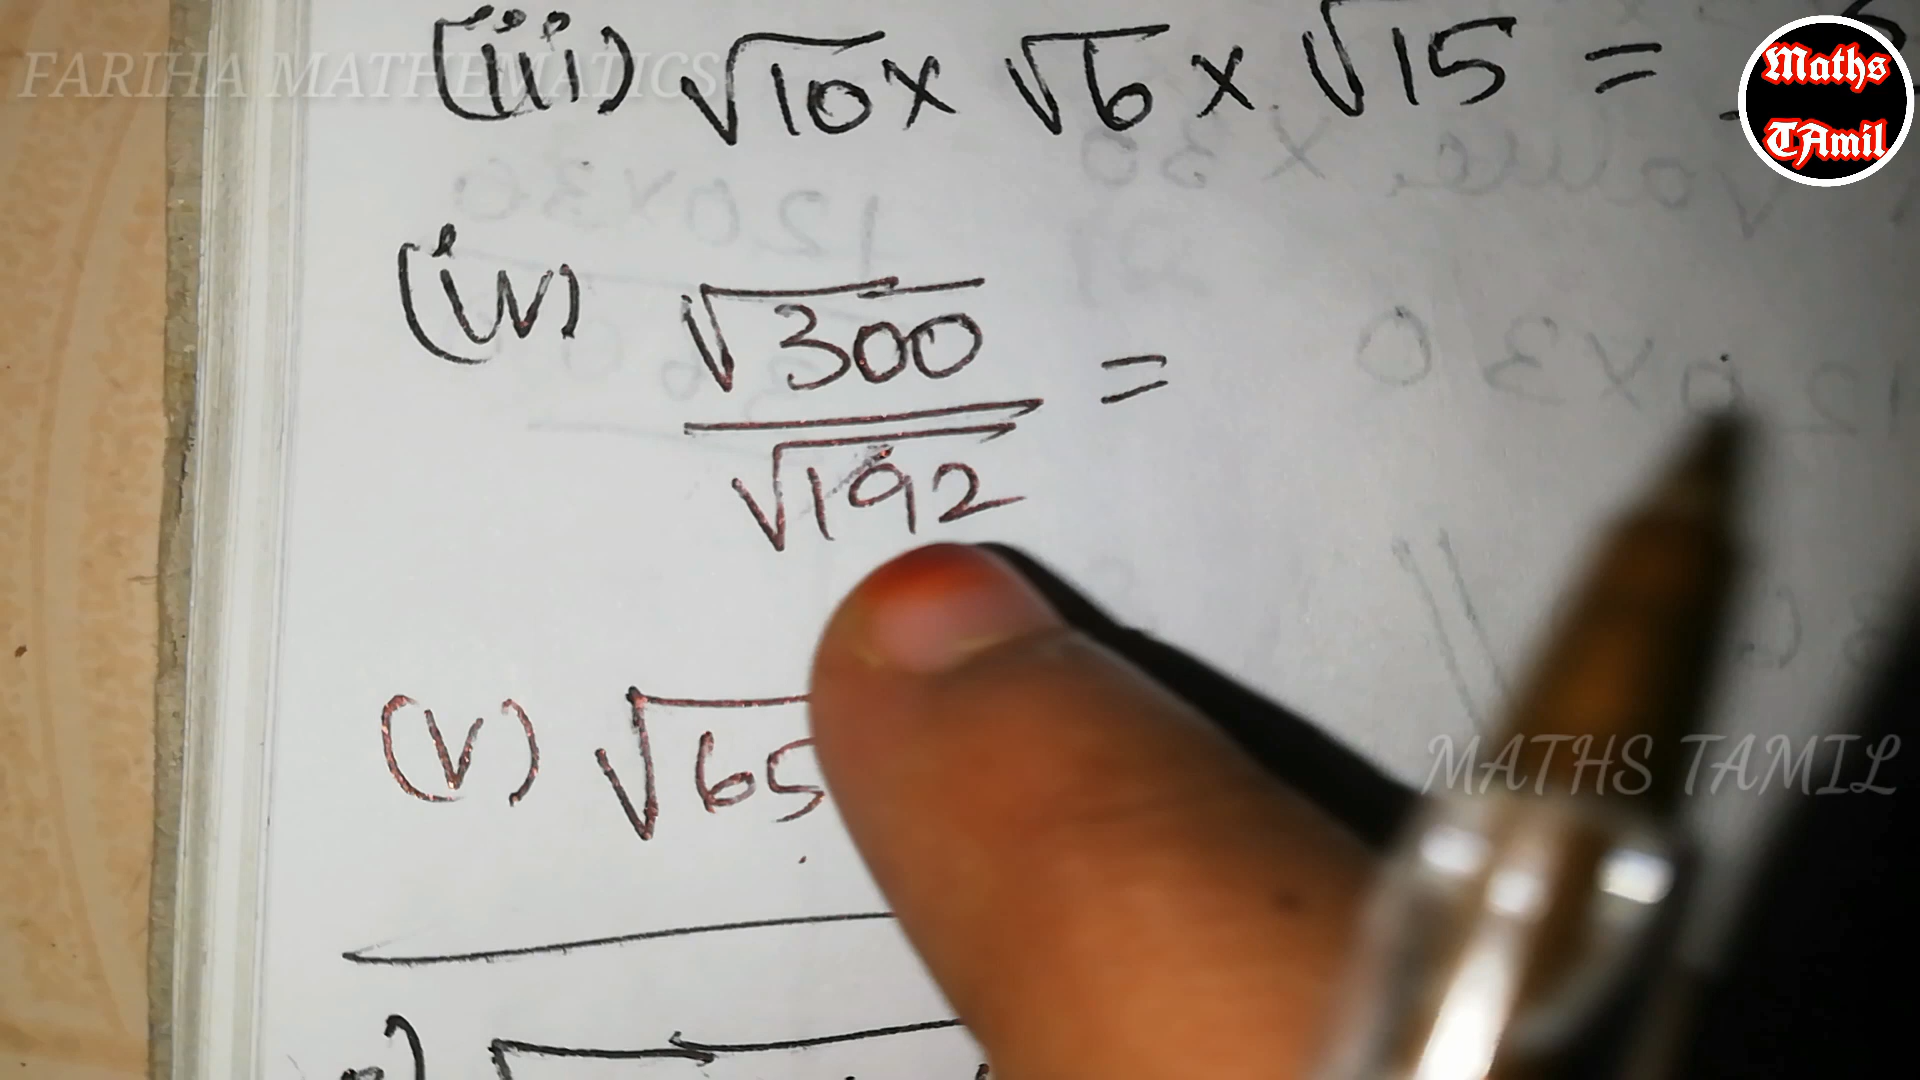 FARIHA MATHEMATICS
(iii) √10 × √6 × √15 =
Maths
TAmil
(iv) √300
√192
=
(v) √65
MATHS TAMIL